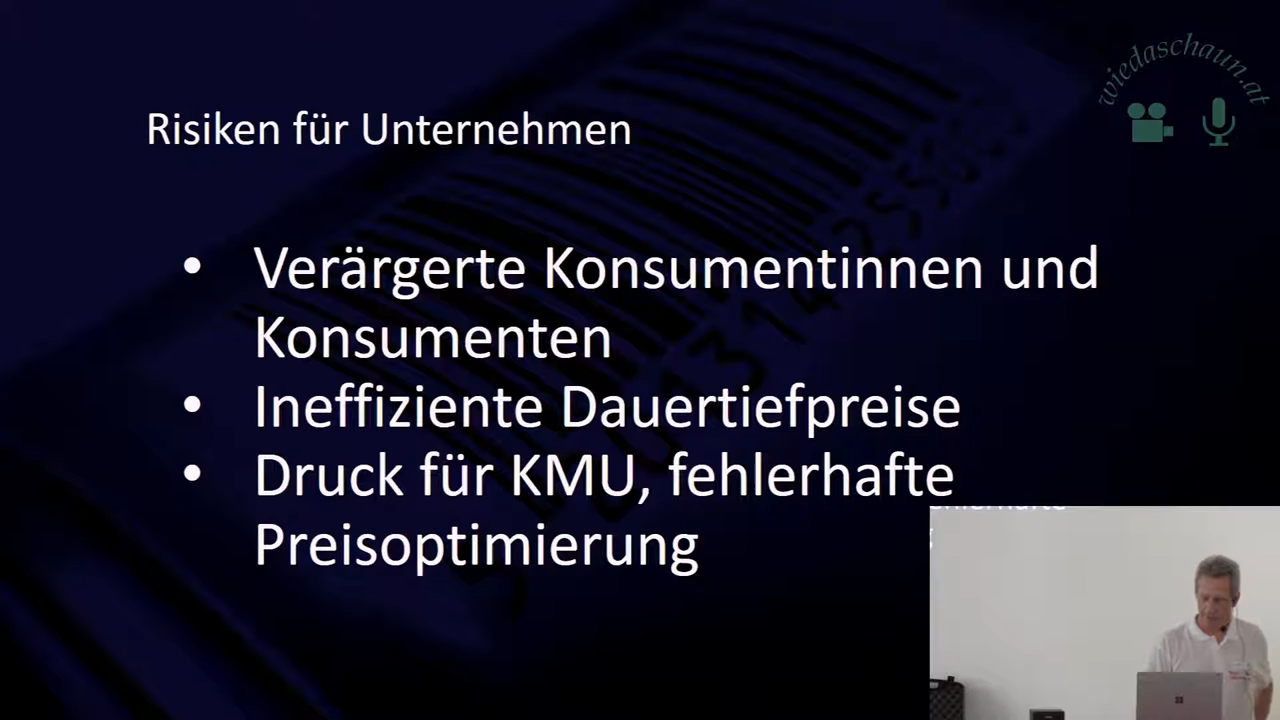 wiedaschaun.at
Risiken für Unternehmen
• Verärgerte Konsumentinnen und
Konsumenten
• Ineffiziente Dauertiefpreise
• Druck für KMU, fehlerhafte
Preisoptimierung